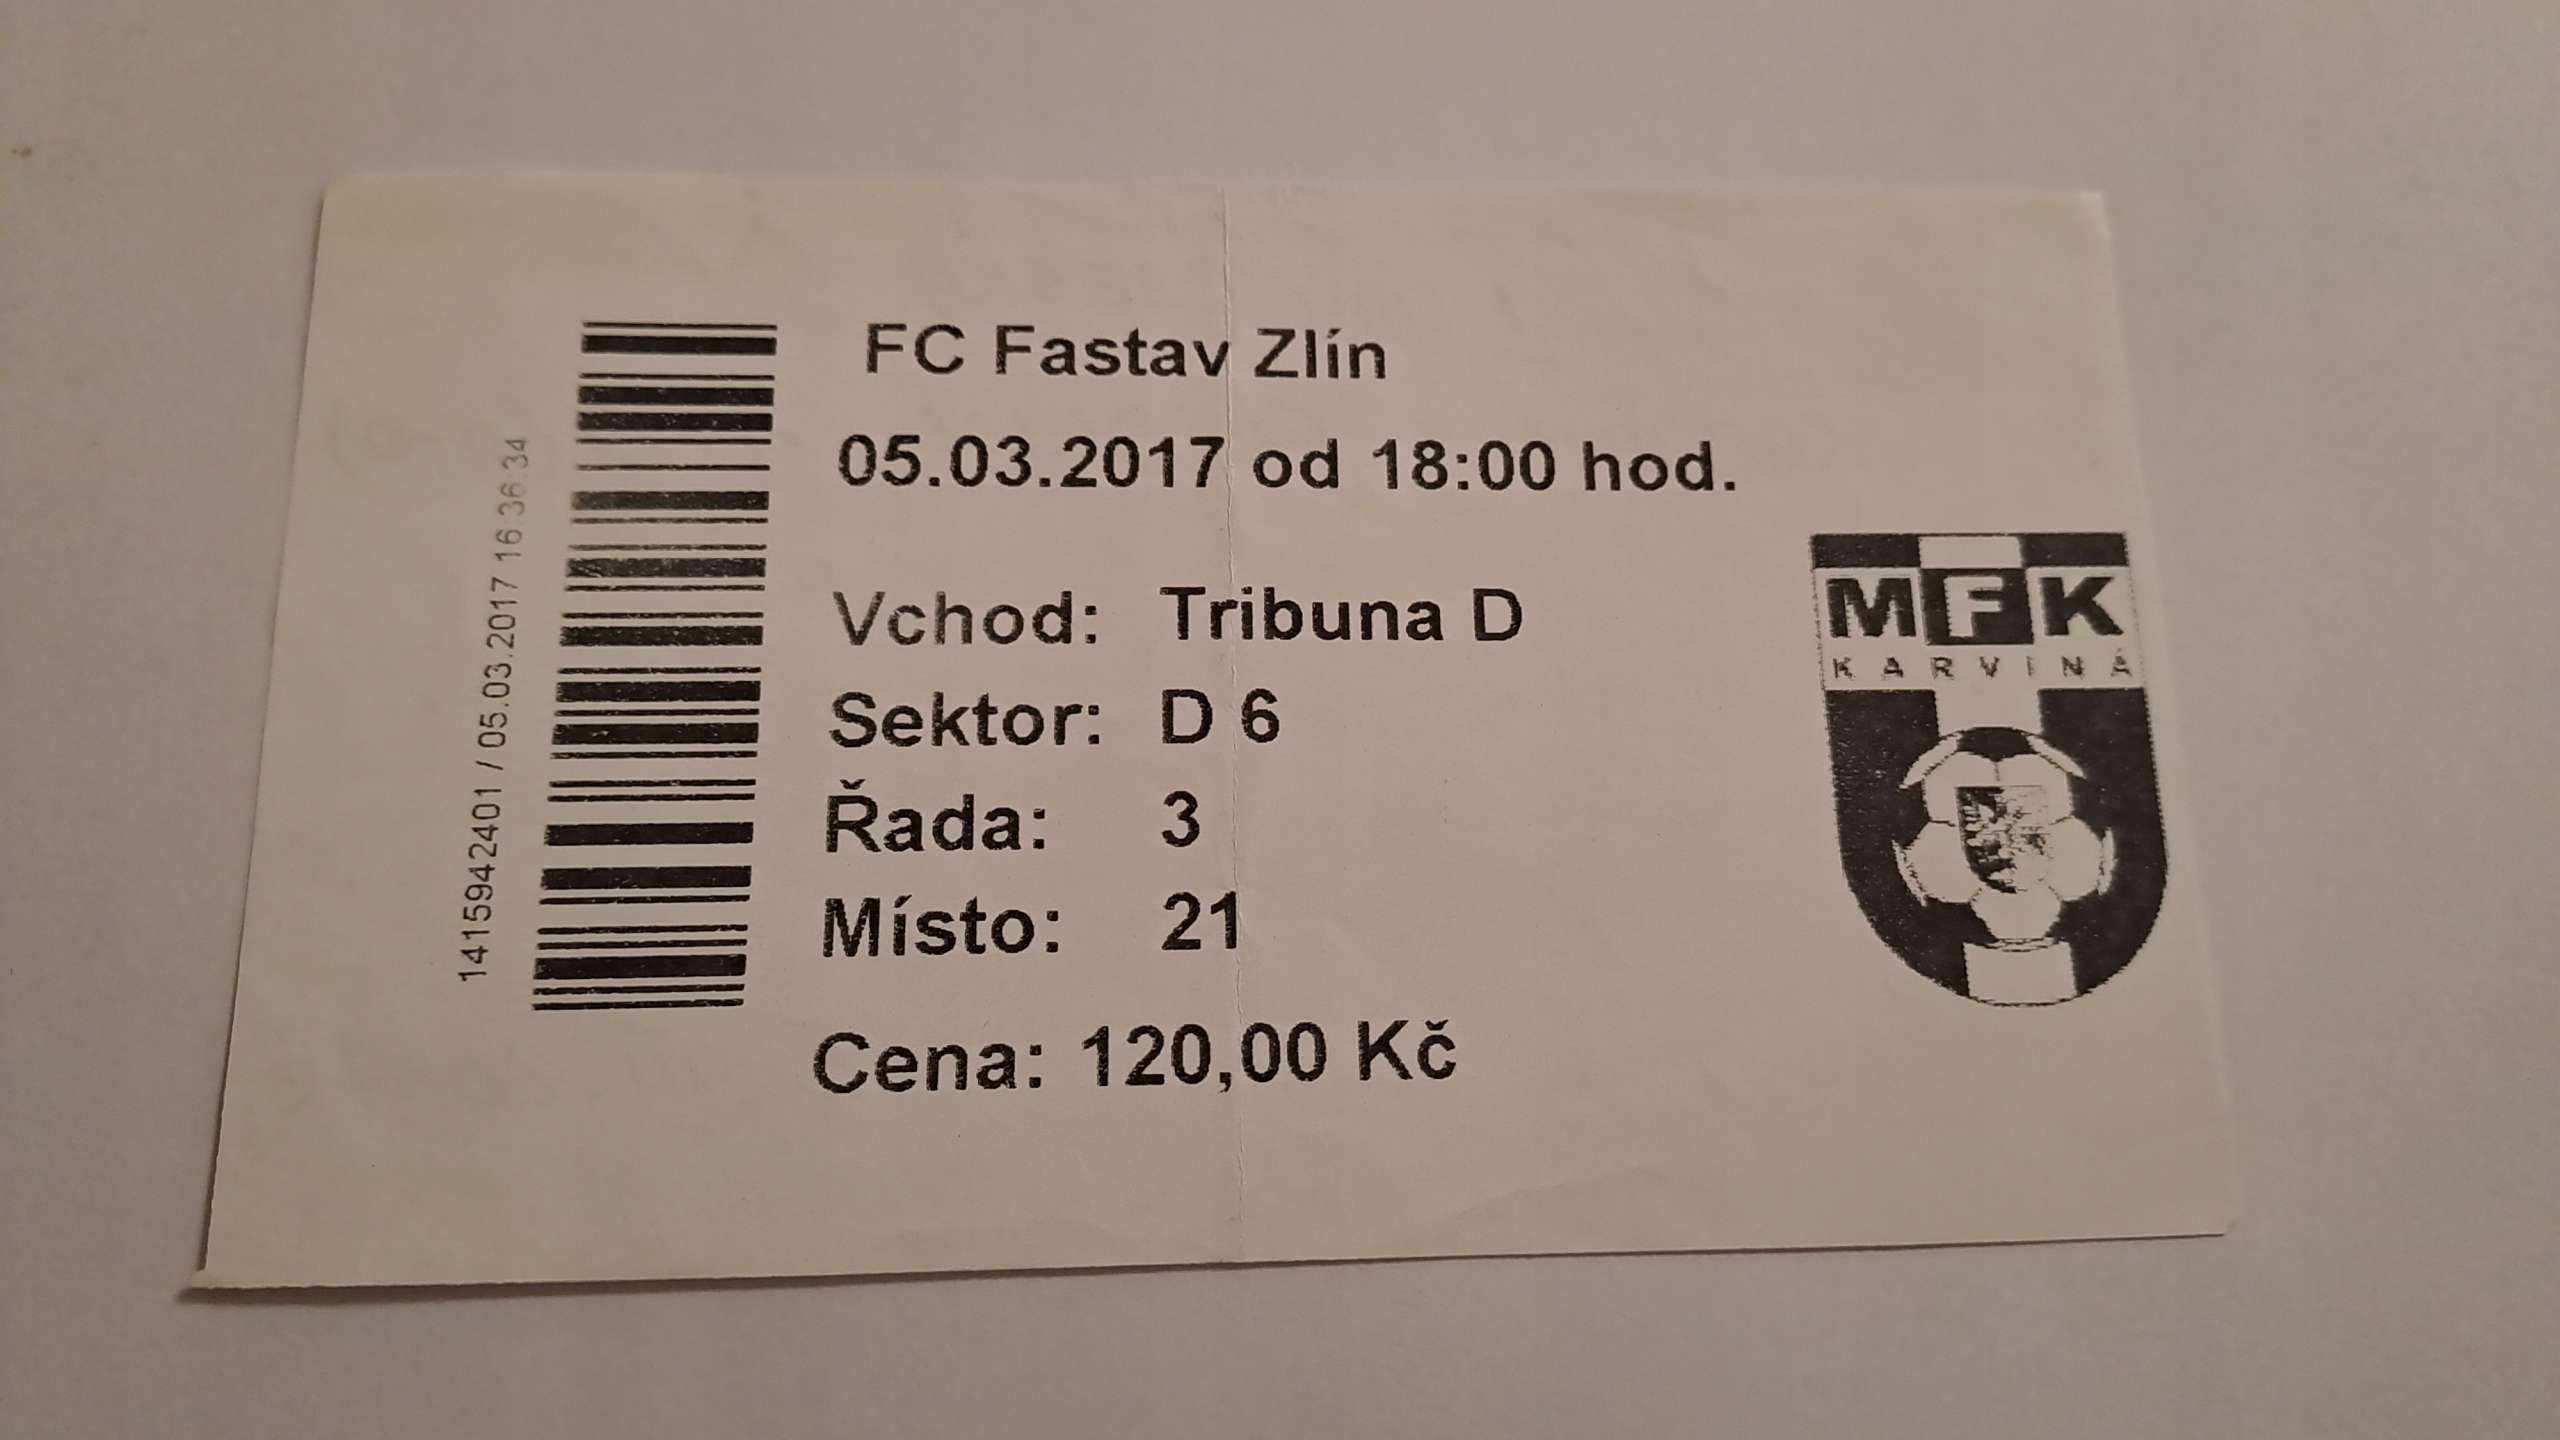 FC Fastav Zlín
05.03.2017 od 18:00 hod.
Vchod: Tribuna D
Sektor: D 6
Řada: 3
Místo: 21
Cena: 120,00 Kč
1415942401 / 05.03.2017 16:36:34
MFK
KARVINÁ